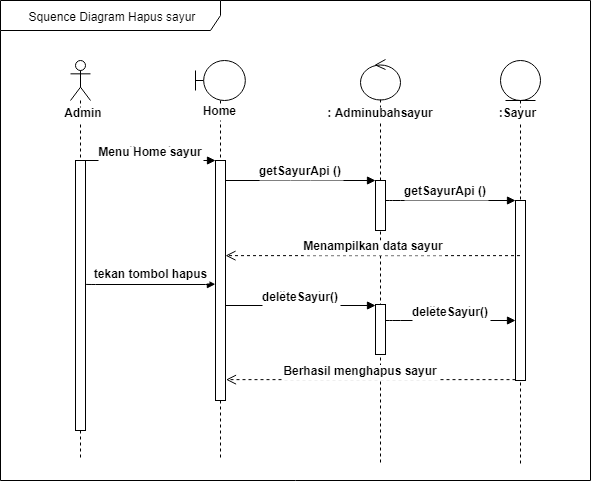 Squence Diagram Hapus sayur
Admin
Home
: Adminubahsayur
:Sayur
Menu Home sayur
getSayurApi ()
getSayurApi ()
Menampilkan data sayur
tekan tombol hapus
deleteSayur()
deleteSayur()
Berhasil menghapus sayur